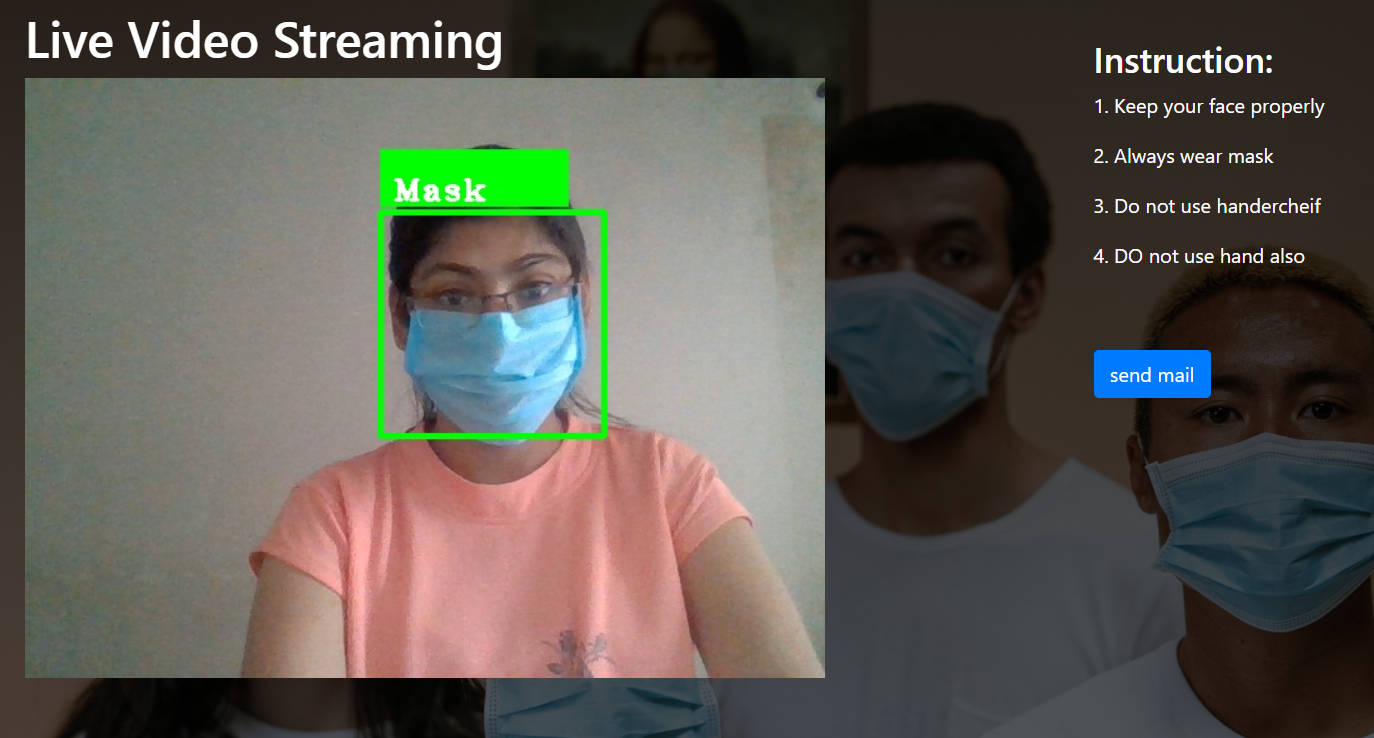 Live Video Streaming
Mask
Instruction:
1. Keep your face properly
2. Always wear mask
3. Do not use handercheif
4. DO not use hand also
send mail